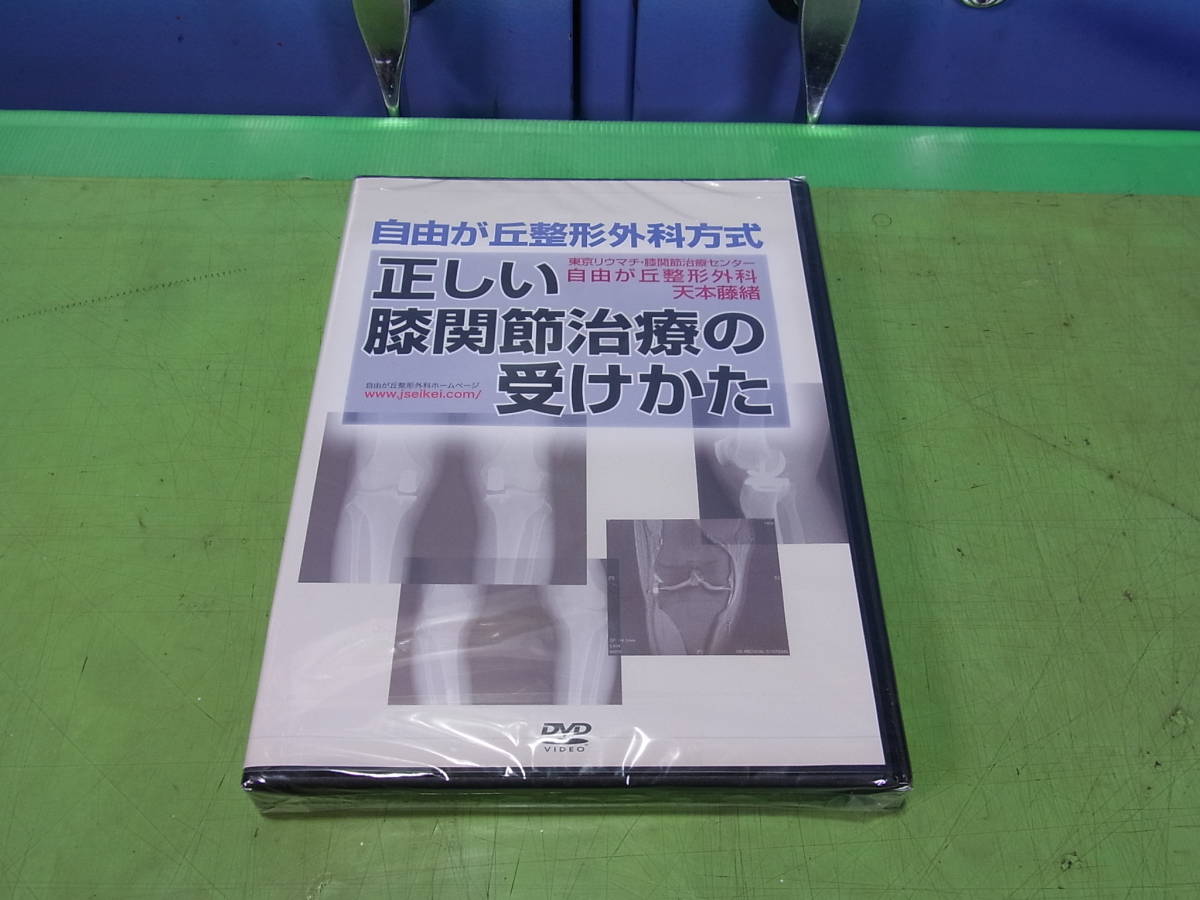 自由が丘整形外科方式
東京リウマチ・膝関節治療センター
自由が丘整形外科
天本藤緒
正しい
膝関節治療の
受けかた
自由が丘整形外科ホームページ
www.jseikei.com/
DVD
VIDEO